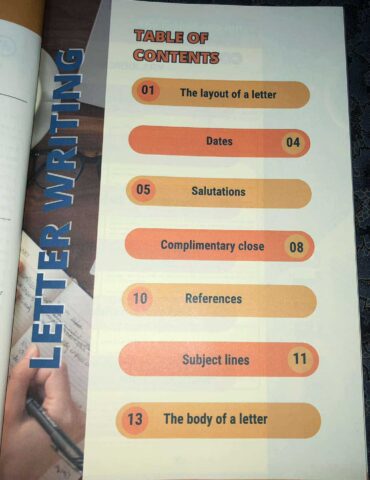 TABLE OF
CONTENTS
LETTER WRITING
01 The layout of a letter
Dates 04
05 Salutations
Complimentary close 08
10 References
Subject lines 11
13 The body of a letter